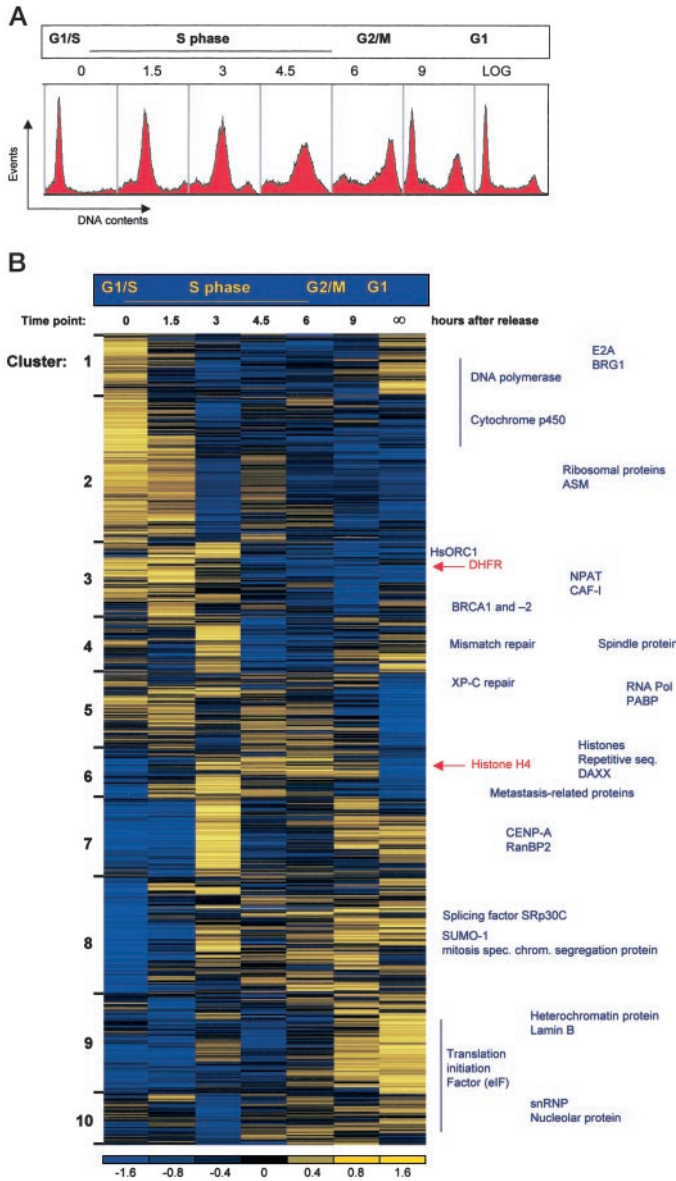 A
G1/S S phase G2/M G1
0 1.5 3 4.5 6 9 LOG
Events
DNA contents
B
G1/S S phase G2/M G1
Time point: 0 1.5 3 4.5 6 9 ∞ hours after release
Cluster: 1
E2A
BRG1
DNA polymerase
Cytochrome p450
2
Ribosomal proteins
ASM
HsORC1
DHFR
3
NPAT
CAF-I
BRCA1 and –2
4
Mismatch repair Spindle protein
XP-C repair
5
RNA Pol
PABP
Histones
Histone H4 Repetitive seq.
6
DAXX
Metastasis-related proteins
7
CENP-A
RanBP2
Splicing factor SRp30C
8
SUMO-1
mitosis spec. chrom. segregation protein
Heterochromatin protein
Lamin B
9
Translation
initiation
Factor (eIF)
snRNP
10 Nucleolar protein
-1.6 -0.8 -0.4 0 0.4 0.8 1.6